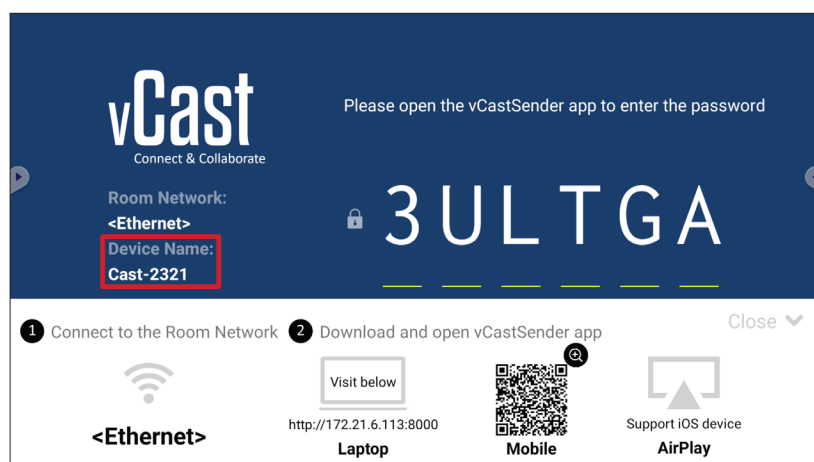 vCast
Connect & Collaborate
Please open the vCastSender app to enter the password
Room Network:
<Ethernet>
Device Name:
Cast-2321
3ULTGA
1 Connect to the Room Network
2 Download and open vCastSender app
Close
<Ethernet>
Visit below
http://172.21.6.113:8000
Laptop
Mobile
Support iOS device
AirPlay